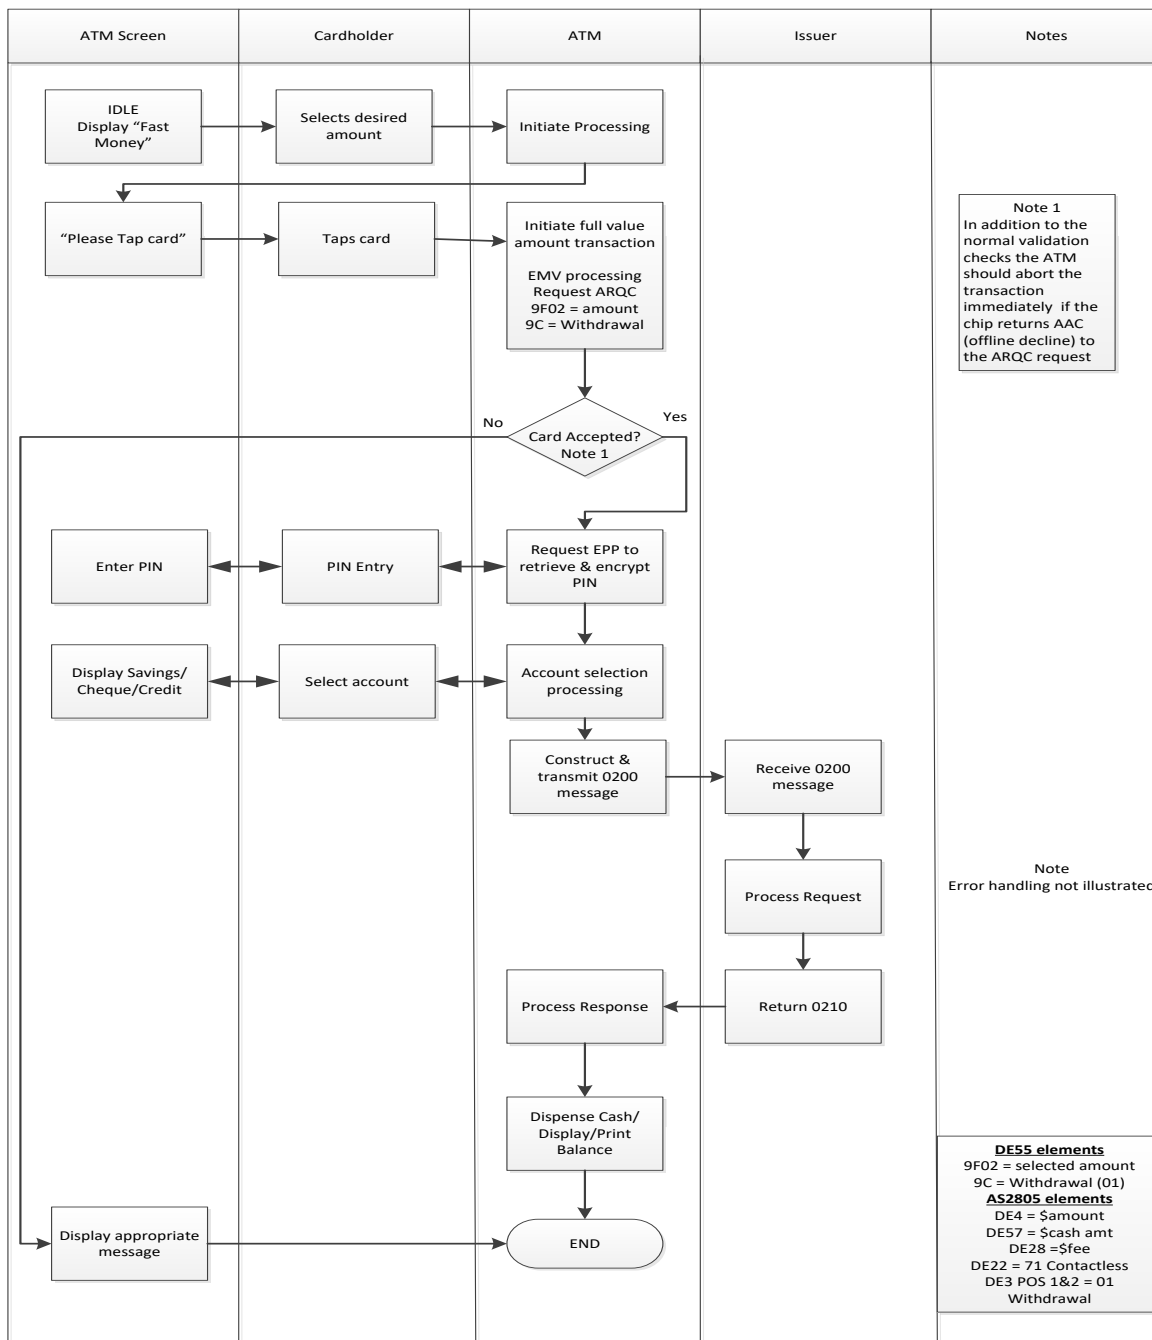 ATM Screen
Cardholder
ATM
Issuer
Notes
IDLE
Display “Fast
Money”
Selects desired
amount
Initiate Processing
“Please Tap card”
Taps card
Initiate full value
amount transaction
EMV processing
Request ARQC
9F02 = amount
9C = Withdrawal
Note 1
In addition to the
normal validation
checks the ATM
should abort the
transaction
immediately if the
chip returns AAC
(offline decline) to
the ARQC request
No
Yes
Card Accepted?
Note 1
Enter PIN
PIN Entry
Request EPP to
retrieve & encrypt
PIN
Display Savings/
Cheque/Credit
Select account
Account selection
processing
Construct &
transmit 0200
message
Receive 0200
message
Process Request
Note
Error handling not illustrated
Process Response
Return 0210
Dispense Cash/
Display/Print
Balance
DE55 elements
9F02 = selected amount
9C = Withdrawal (01)
AS2805 elements
DE4 = $amount
DE57 = $cash amt
DE28 =$fee
DE22 = 71 Contactless
DE3 POS 1&2 = 01
Withdrawal
Display appropriate
message
END